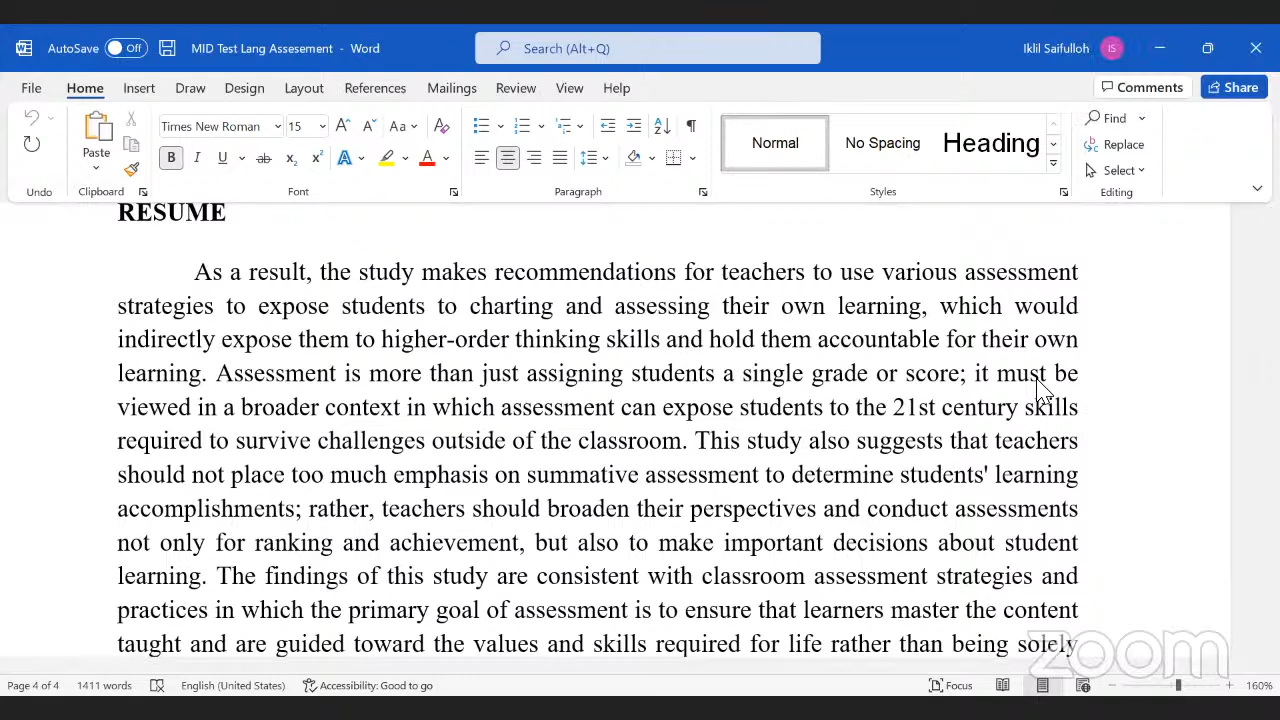 AutoSave Off MID Test Lang Assesement - Word Search (Alt+Q) Iklil Saifulloh IS
File Home Insert Draw Design Layout References Mailings Review View Help Comments Share
Times New Roman 15 Aa Find
Paste Replace
B I U ab x2 x2 A A Normal No Spacing Heading Select
Undo Clipboard Font Paragraph Styles Editing
RESUME
As a result, the study makes recommendations for teachers to use various assessment
strategies to expose students to charting and assessing their own learning, which would
indirectly expose them to higher-order thinking skills and hold them accountable for their own
learning. Assessment is more than just assigning students a single grade or score; it must be
viewed in a broader context in which assessment can expose students to the 21st century skills
required to survive challenges outside of the classroom. This study also suggests that teachers
should not place too much emphasis on summative assessment to determine students' learning
accomplishments; rather, teachers should broaden their perspectives and conduct assessments
not only for ranking and achievement, but also to make important decisions about student
learning. The findings of this study are consistent with classroom assessment strategies and
practices in which the primary goal of assessment is to ensure that learners master the content
taught and are guided toward the values and skills required for life rather than being solely
zoom
Page 4 of 4 1411 words English (United States) Accessibility: Good to go Focus 160%